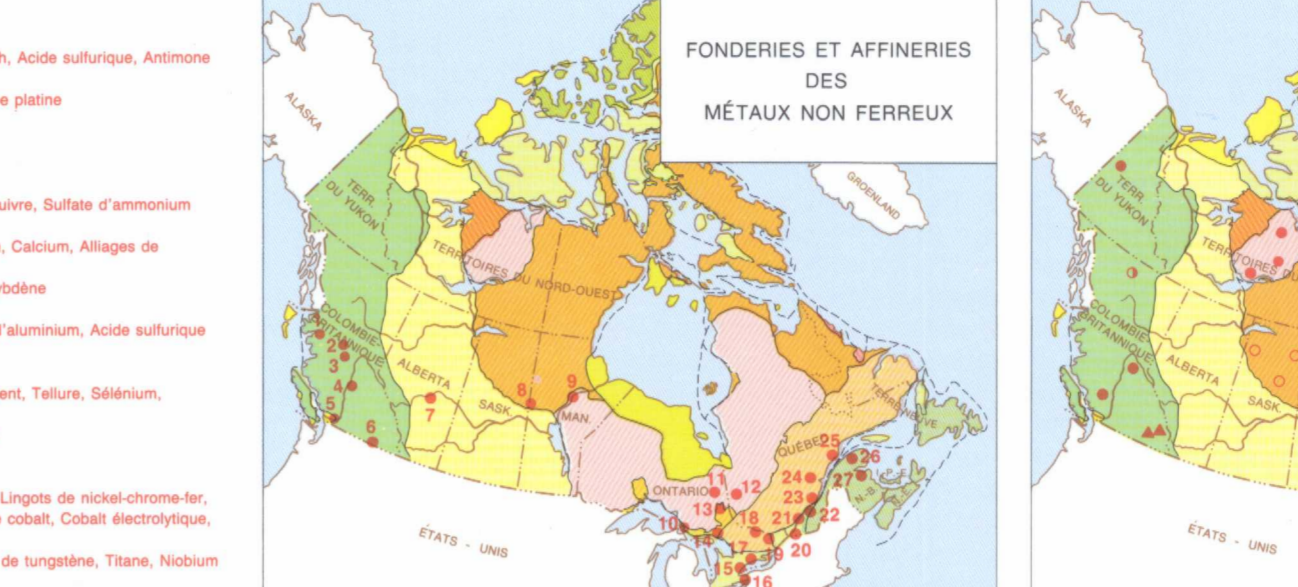 h, Acide sulfurique, Antimone
e platine
uivre, Sulfate d'ammonium
, Calcium, Alliages de
bdène
'aluminium, Acide sulfurique
ent, Tellure, Sélénium,
Lingots de nickel-chrome-fer,
cobalt, Cobalt électrolytique,
de tungstène, Titane, Niobium
FONDERIES ET AFFINERIES
DES
MÉTAUX NON FERREUX
ALASKA
GROENLAND
TERR.
DU YUKON
TERRITOIRES DU NORD-OUEST
COLOMBIE
BRITANNIQUE
ALBERTA
SASK.
MAN.
ONTARIO
QUÉBEC
TERRE-NEUVE
I.-P.-E.
N.-B.
N.-É.
ÉTATS - UNIS
2
3
4
5
6
7
8
9
10
11
12
13
14
15
16
17
18
19
20
21
22
23
24
25
26
27
ALASKA
TERR.
DU YUKON
TERRITOIRES DU
COLOMBIE
BRITANNIQUE
ALBERTA
ÉTATS - UNIS